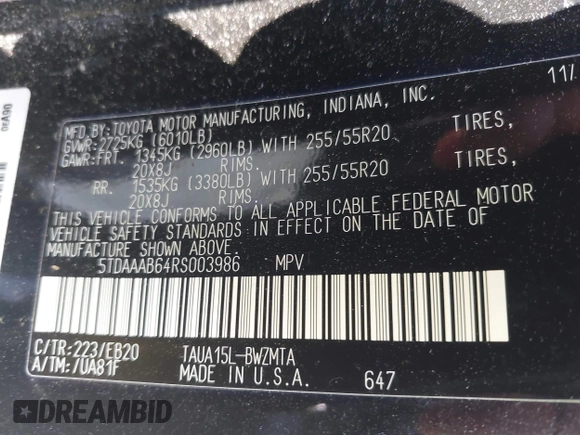 MFD.BY:TOYOTA MOTOR MANUFACTURING, INDIANA, INC. 11/
GVWR:2725KG (6010LB)
GAWR:FRT. 1345KG (2960LB) WITH 255/55R20 TIRES,
20X8J RIMS.
RR. 1535KG (3380LB) WITH 255/55R20 TIRES,
20X8J RIMS.
THIS VEHICLE CONFORMS TO ALL APPLICABLE FEDERAL MOTOR
VEHICLE SAFETY STANDARDS IN EFFECT ON THE DATE OF
MANUFACTURE SHOWN ABOVE.
5TDAAAB64RS003986 MPV
C/TR:223/EB20 TAUA15L-BWZMTA
A/TM:/UA81F MADE IN U.S.A. 647
DREAMBID